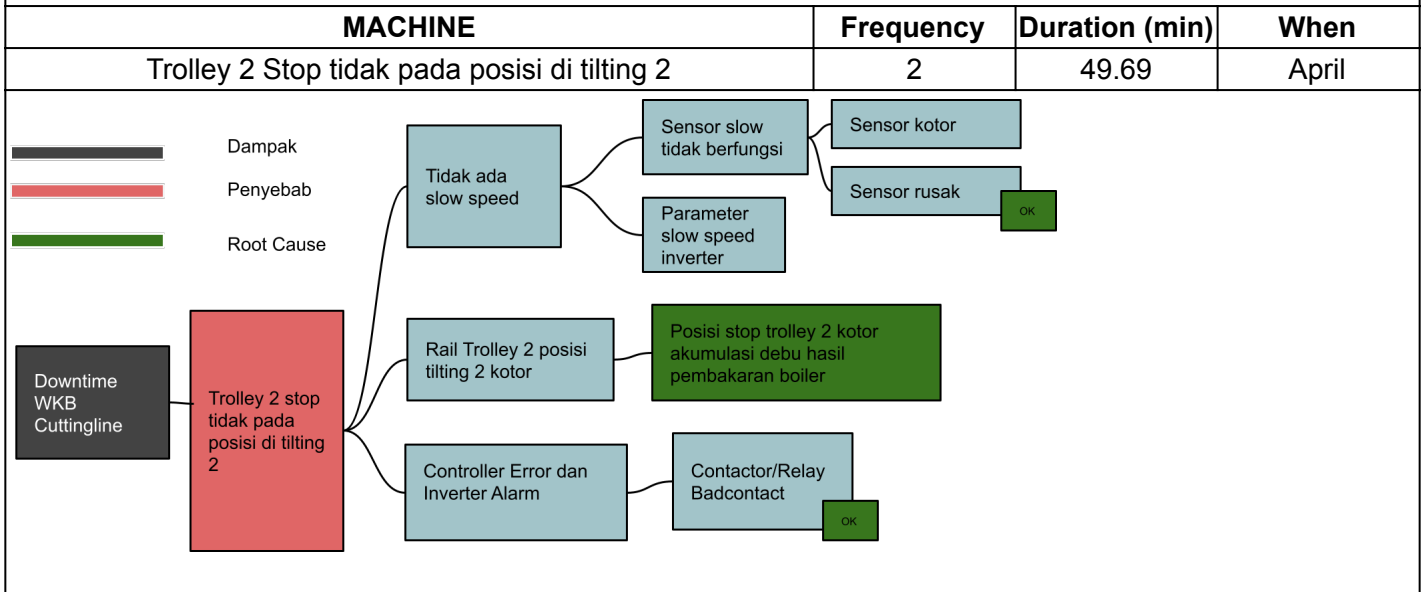 MACHINE Frequency Duration (min) When
Trolley 2 Stop tidak pada posisi di tilting 2 2 49.69 April
Dampak
Penyebab
Root Cause
Downtime
WKB
Cuttingline
Trolley 2 stop
tidak pada
posisi di tilting
2
Tidak ada
slow speed
Sensor slow
tidak berfungsi
Sensor kotor
Sensor rusak
OK
Parameter
slow speed
inverter
Rail Trolley 2 posisi
tilting 2 kotor
Posisi stop trolley 2 kotor
akumulasi debu hasil
pembakaran boiler
Controller Error dan
Inverter Alarm
Contactor/Relay
Badcontact
OK